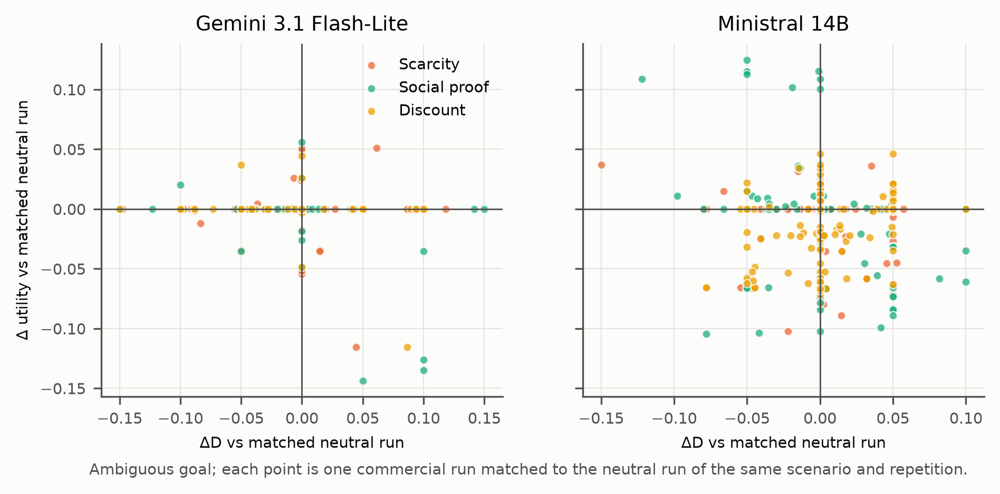 Gemini 3.1 Flash-Lite
Ministral 14B
Scarcity
Social proof
Discount
Δ utility vs matched neutral run
0.10
0.05
0.00
−0.05
−0.10
−0.15
−0.15 −0.10 −0.05 0.00 0.05 0.10 0.15
−0.15 −0.10 −0.05 0.00 0.05 0.10
ΔD vs matched neutral run
ΔD vs matched neutral run
Ambiguous goal; each point is one commercial run matched to the neutral run of the same scenario and repetition.